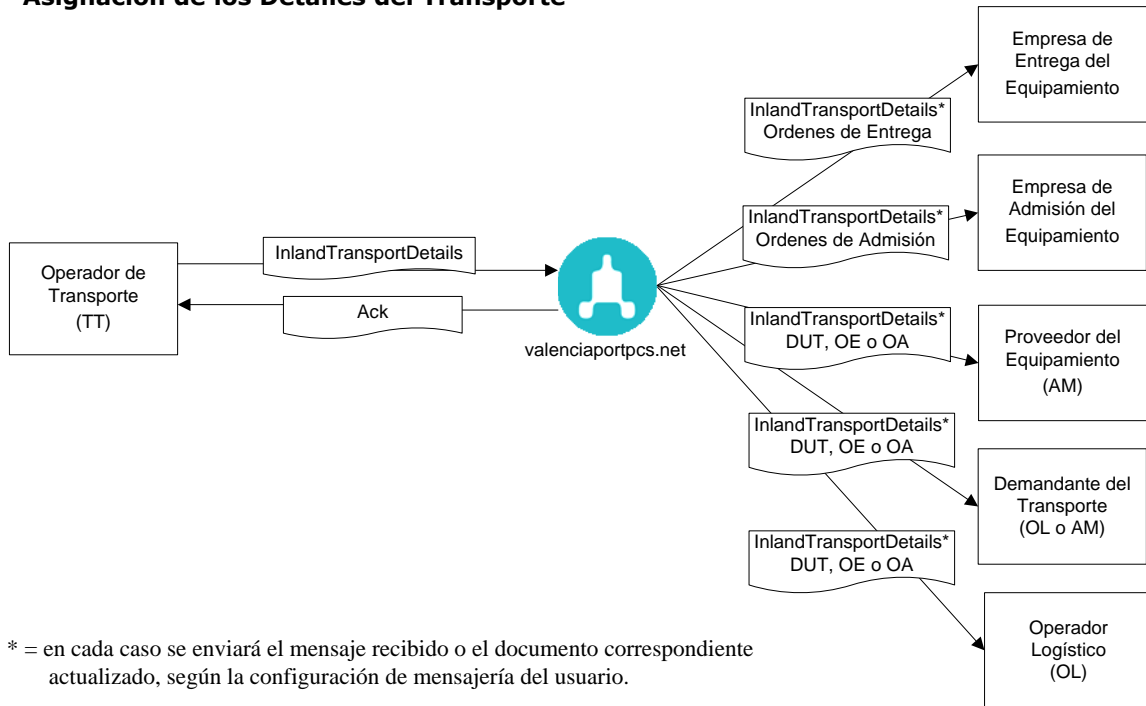 Asignación de los Detalles del Transporte
Empresa de
Entrega del
Equipamiento
InlandTransportDetails*
Ordenes de Entrega
Empresa de
Admisión del
Equipamiento
InlandTransportDetails*
Ordenes de Admisión
InlandTransportDetails
Operador de
Transporte
(TT)
Ack
valenciaportpcs.net
InlandTransportDetails*
DUT, OE o OA
Proveedor del
Equipamiento
(AM)
InlandTransportDetails*
DUT, OE o OA
Demandante del
Transporte
(OL o AM)
InlandTransportDetails*
DUT, OE o OA
Operador
Logístico
(OL)
* = en cada caso se enviará el mensaje recibido o el documento correspondiente
actualizado, según la configuración de mensajería del usuario.